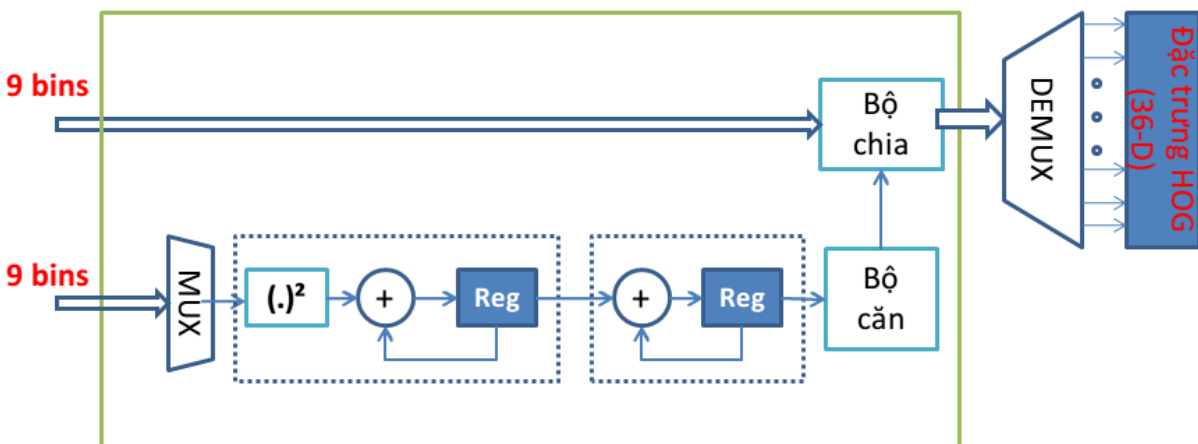 9 bins
Bộ
chia
DEMUX
Đặc trưng HOG
(36-D)
9 bins
MUX
(.)²
+
Reg
+
Reg
Bộ
căn